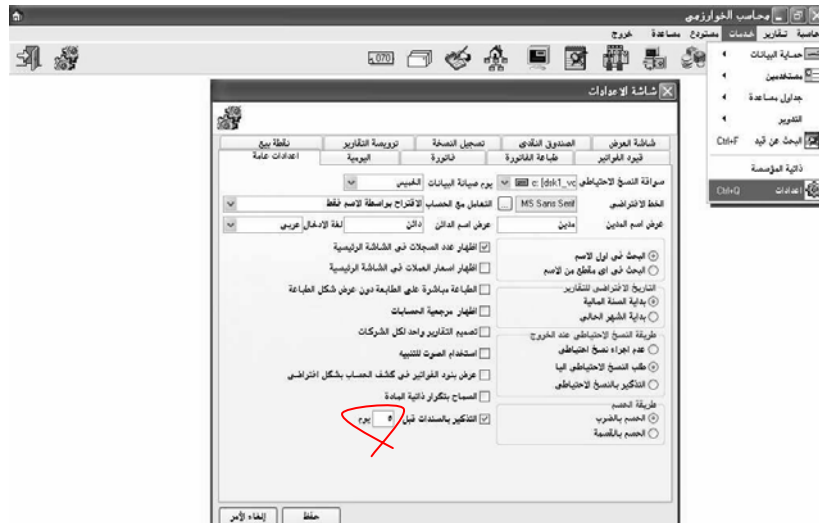 محاسب الخوارزمي
حاسبة تقارير خدمات مستودع مساعدة خروج
حماية البيانات
مستخدمين
جداول مساعدة
التدوير
البحث عن قيد Ctrl+F
ذاتية المؤسسة
اعدادات Ctrl+Q
شاشة الاعدادات
شاشة العرض الصندوق النقدي تسجيل النسخة ترويصة التقارير نقطة بيع
قيود الفواتير طباعة الفاتورة فاتورة اليومية اعدادات عامة
سواقة النسخ الاحتياطي c: [dsk1_vc يوم صيانة البيانات الخميس
الخط الافتراضي MS Sans Serif ... التعامل مع الحساب الاقتراح بواسطة الاسم فقط
عرض اسم المدين مدين عرض اسم الدائن دائن لغة الادخال عربي
البحث في اول الاسم
البحث في اي مقطع من الاسم
التاريخ الافتراضي للتقارير
بداية السنة المالية
بداية الشهر الحالي
طريقة النسخ الاحتياطي عند الخروج
عدم اجراء نسخ احتياطي
طلب النسخ الاحتياطي اليا
التذكير بالنسخ الاحتياطي
طريقة الحسم
الحسم بالضرب
الحسم بالقسمة
اظهار عدد السجلات في الشاشة الرئيسية
اظهار اسعار العملات في الشاشة الرئيسية
الطباعة مباشرة على الطابعة دون عرض شكل الطباعة
اظهار مرجعية الحسابات
تصميم التقارير واحد لكل الشركات
استخدام الصوت للتنبيه
عرض بنود الفواتير في كشف الحساب بشكل افتراضي
السماح بتكرار ذاتية المادة
التذكير بالسندات قبل يوم
حفظ إلغاء الأمر